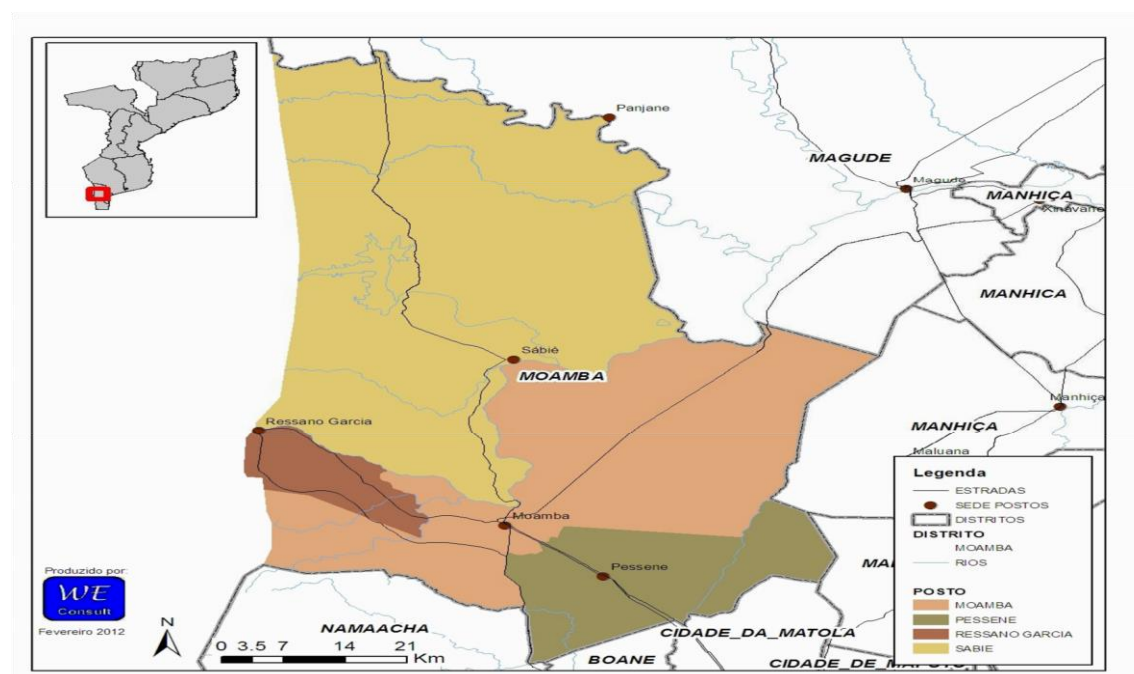 Panjane
MAGUDE
Magude
MANHIÇA
Xinavane
MANHICA
Sábié
MOAMBA
Manhiça
Ressano Garcia
MANHIÇA
Maluana
Legenda
ESTRADAS
SEDE POSTOS
DISTRITOS
DISTRITO
MOAMBA
RIOS
POSTO
MOAMBA
PESSENE
RESSANO GARCIA
SABIE
Moamba
Pessene
Produzido por:
WE
Consult
Fevereiro 2012
N
0 3.5 7 14 21
Km
NAMAACHA
CIDADE_DA_MATOLA
BOANE